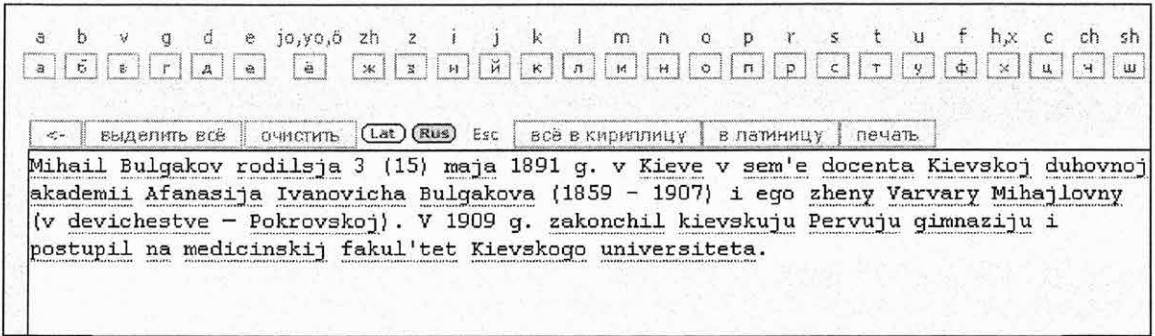 a b v g d e jo,yo,ö zh z i j k l m n o p r s t u f h,x c ch sh
а б в г д е ё ж з и й к л м н о п р с т у ф х ц ч ш
<- выделить всё очистить Lat Rus Esc всё в кириллицу в латиницу печать
Mihail Bulgakov rodilsja 3 (15) maja 1891 g. v Kieve v sem'e docenta Kievskoj duhovnoj
akademii Afanasija Ivanovicha Bulgakova (1859 - 1907) i ego zheny Varvary Mihajlovny
(v devichestve — Pokrovskoj). V 1909 g. zakonchil kievskuju Pervuju gimnaziju i
postupil na medicinskij fakul'tet Kievskogo universiteta.